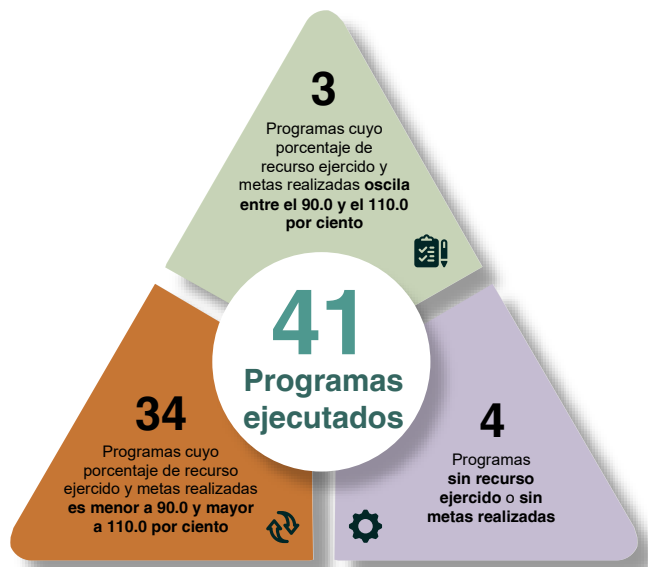 3
Programas cuyo
porcentaje de
recurso ejercido y
metas realizadas oscila
entre el 90.0 y el 110.0
por ciento
41
Programas
ejecutados
34
Programas cuyo
porcentaje de recurso
ejercido y metas realizadas
es menor a 90.0 y mayor
a 110.0 por ciento
4
Programas
sin recurso
ejercido o sin
metas realizadas